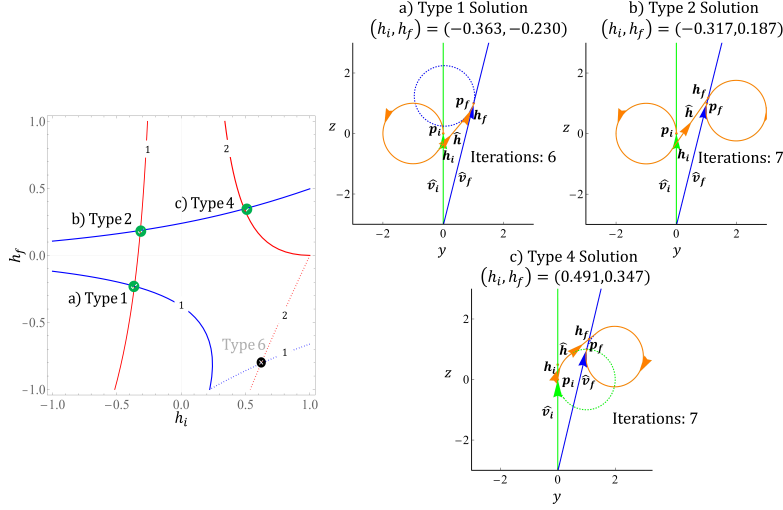 1.0
0.5
0.0
−0.5
−1.0
−1.0
−0.5
0.0
0.5
1.0
h_f
h_i
1
2
b) Type 2
c) Type 4
a) Type 1
1
2
Type 6
1
a) Type 1 Solution
(h_i, h_f) = (−0.363, −0.230)
2
0
−2
z
−2
0
2
y
p_i
p_f
h_f
ĥ
h_i
Iterations: 6
v̂_i
v̂_f
b) Type 2 Solution
(h_i, h_f) = (−0.317,0.187)
2
0
−2
z
−2
0
2
y
h_f
ĥ
p_f
p_i
h_i
Iterations: 7
v̂_i
v̂_f
c) Type 4 Solution
(h_i, h_f) = (0.491,0.347)
2
0
−2
z
−2
0
2
y
h_f
ĥ
p_f
h_i
p_i
v̂_f
v̂_i
Iterations: 7